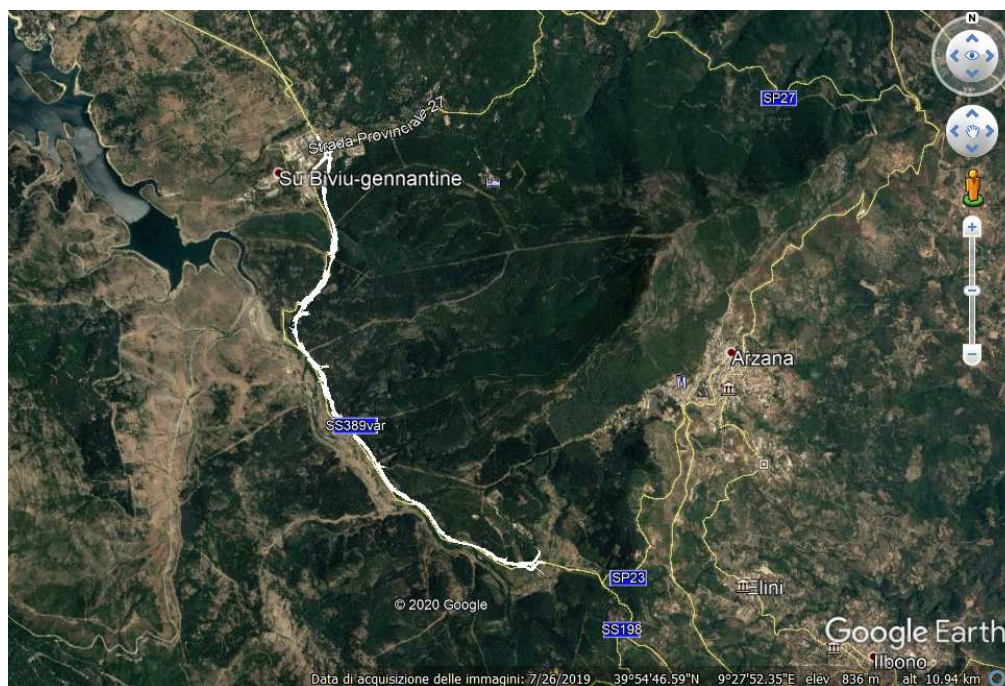 N
SP27
Strada Provinciale 27
Su Biviu-gennantine
Arzana
SS389var
SP23
Elini
© 2020 Google
SS198
Google Earth
Ilbono
Data di acquisizione delle immagini: 7/26/2019 39°54'46.59"N 9°27'52.35"E elev 836 m alt 10.94 km